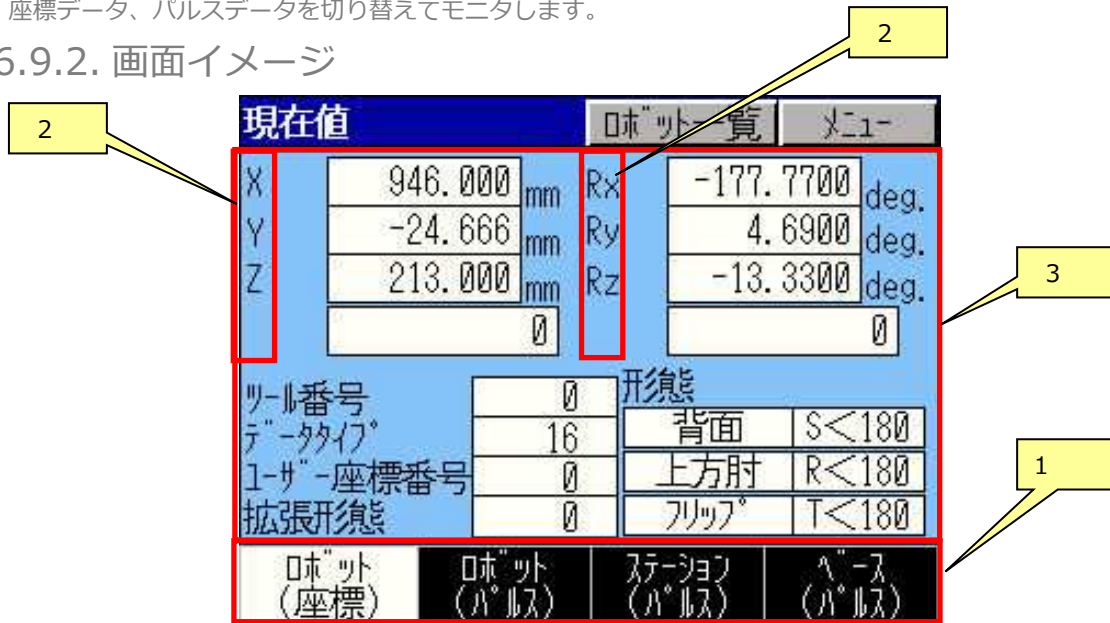 座標データ、パルスデータを切り替えてモニタします。
6.9.2. 画面イメージ
2
2
現在値 ﾛﾎﾞｯﾄ一覧 ﾒﾆｭｰ
X 946.000 mm Rx -177.7700 deg.
Y -24.666 mm Ry 4.6900 deg.
Z 213.000 mm Rz -13.3300 deg.
0 0
3
ﾂｰﾙ番号 0 形態
ﾃﾞｰﾀﾀｲﾌﾟ 16 背面 S<180
ﾕｰｻﾞｰ座標番号 0 上方肘 R<180
拡張形態 0 ﾌﾘｯﾌﾟ T<180
1
ﾛﾎﾞｯﾄ ﾛﾎﾞｯﾄ ｽﾃｰｼｮﾝ ﾍﾞｰｽ
(座標) (ﾊﾟﾙｽ) (ﾊﾟﾙｽ) (ﾊﾟﾙｽ)